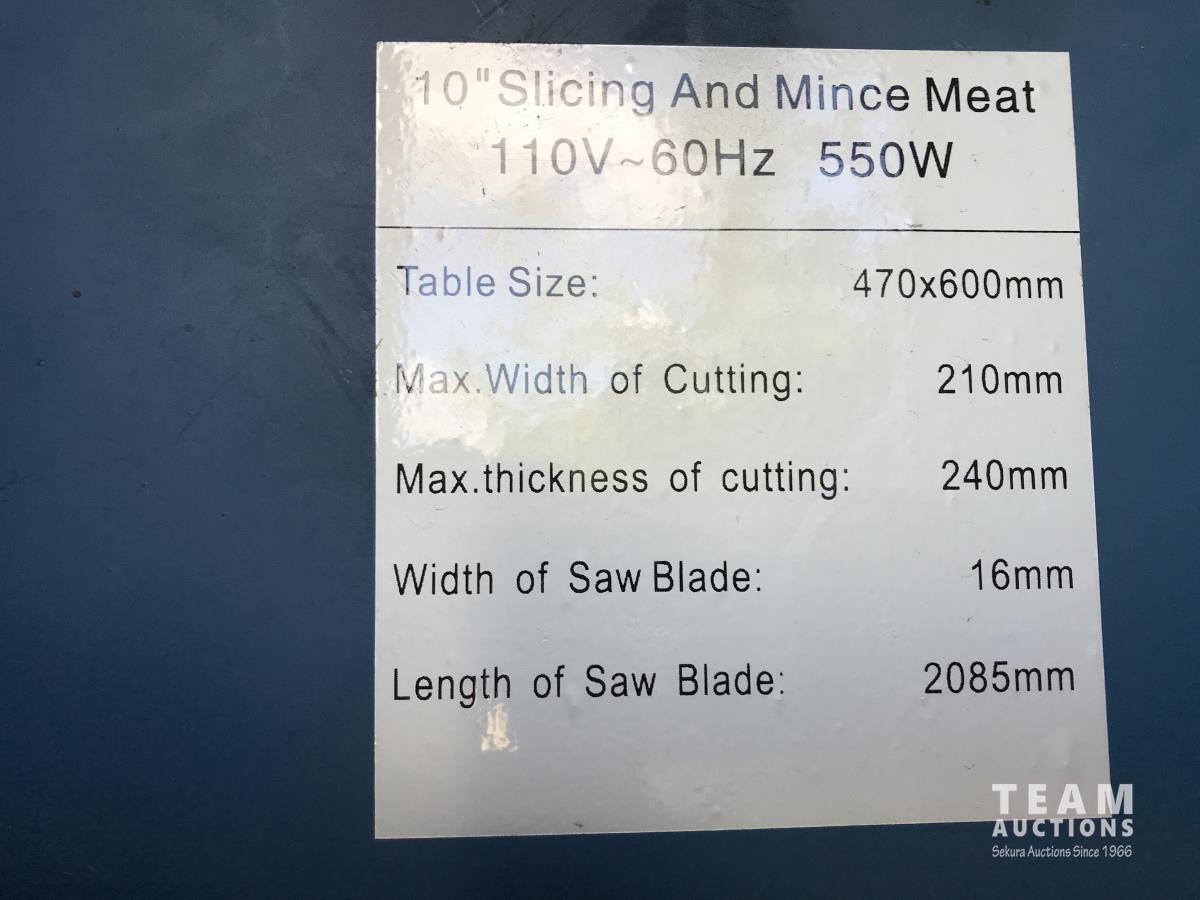 10"Slicing And Mince Meat
110V~60Hz 550W
Table Size: 470x600mm
Max.Width of Cutting: 210mm
Max.thickness of cutting: 240mm
Width of Saw Blade: 16mm
Length of Saw Blade: 2085mm
TEAM
AUCTIONS
Sekura Auctions Since 1966